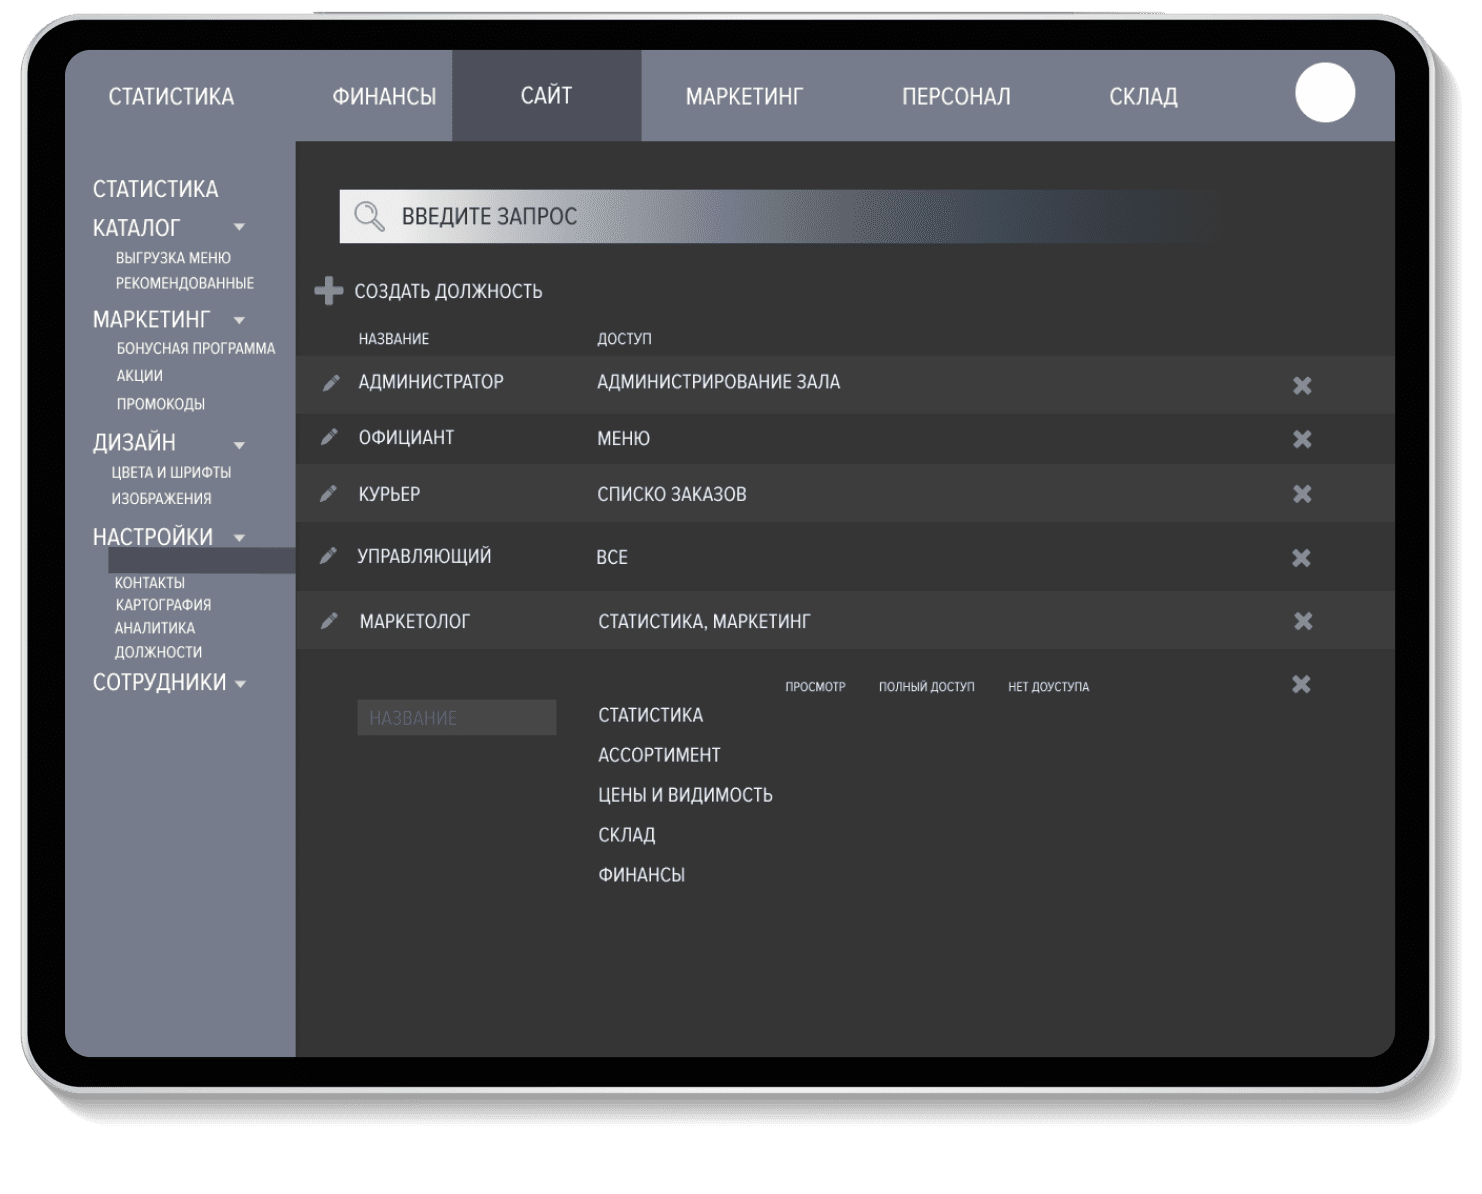 СТАТИСТИКА ФИНАНСЫ САЙТ МАРКЕТИНГ ПЕРСОНАЛ СКЛАД
СТАТИСТИКА
КАТАЛОГ
ВЫГРУЗКА МЕНЮ
РЕКОМЕНДОВАННЫЕ
МАРКЕТИНГ
БОНУСНАЯ ПРОГРАММА
АКЦИИ
ПРОМОКОДЫ
ДИЗАЙН
ЦВЕТА И ШРИФТЫ
ИЗОБРАЖЕНИЯ
НАСТРОЙКИ
КОНТАКТЫ
КАРТОГРАФИЯ
АНАЛИТИКА
ДОЛЖНОСТИ
СОТРУДНИКИ
ВВЕДИТЕ ЗАПРОС
СОЗДАТЬ ДОЛЖНОСТЬ
НАЗВАНИЕ ДОСТУП
АДМИНИСТРАТОР АДМИНИСТРИРОВАНИЕ ЗАЛА
ОФИЦИАНТ МЕНЮ
КУРЬЕР СПИСКО ЗАКАЗОВ
УПРАВЛЯЮЩИЙ ВСЕ
МАРКЕТОЛОГ СТАТИСТИКА, МАРКЕТИНГ
ПРОСМОТР ПОЛНЫЙ ДОСТУП НЕТ ДОУСТУПА
НАЗВАНИЕ СТАТИСТИКА
АССОРТИМЕНТ
ЦЕНЫ И ВИДИМОСТЬ
СКЛАД
ФИНАНСЫ